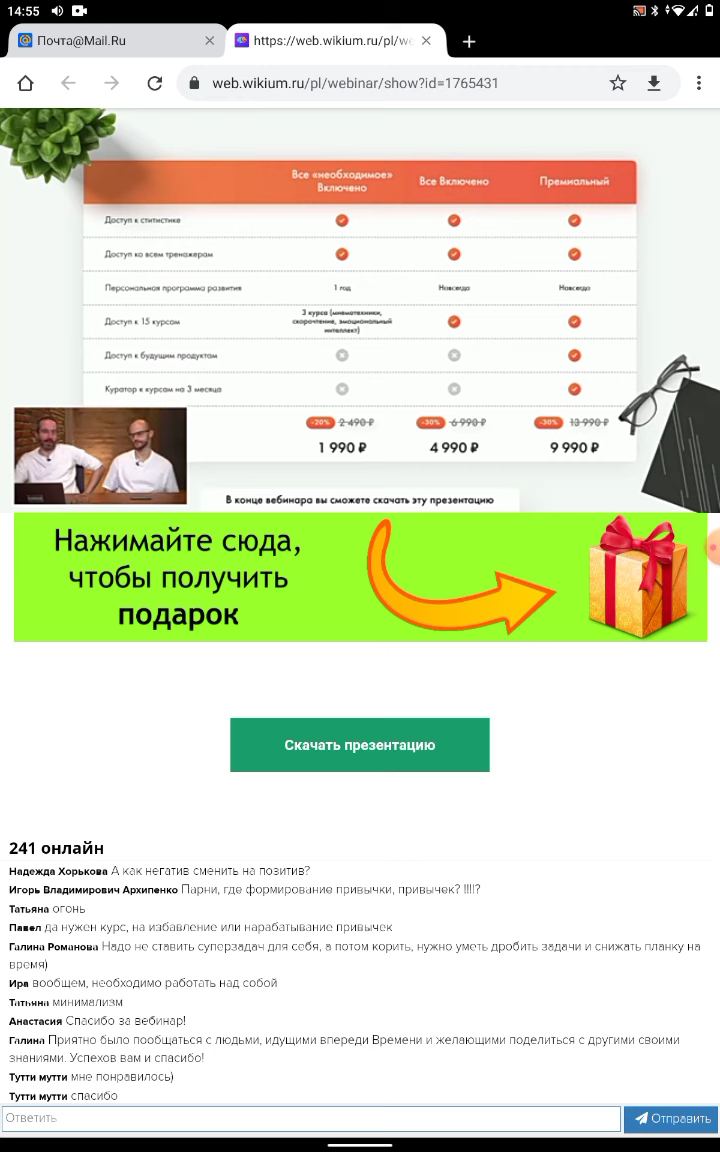 14:55
Почта@Mail.Ru
https://web.wikium.ru/pl/we
web.wikium.ru/pl/webinar/show?id=1765431
Все «необходимое» Включено
Все Включено
Премиальный
Доступ к ститистике
Доступ ко всем тренажерам
Персональная программа развития
1 год
Навсегда
Навсегда
Доступ к 15 курсам
3 курса (мнематехники, скорочтение, эмоциональный интеллект)
Доступ к будущим продуктам
Куратор к курсам на 3 месяца
-20% 2 490 ₽
-30% 6 990 ₽
-30% 13 990 ₽
1 990 ₽
4 990 ₽
9 990 ₽
В конце вебинара вы сможете скачать эту презентацию
Нажимайте сюда,
чтобы получить
подарок
Скачать презентацию
241 онлайн
Надежда Хорькова А как негатив сменить на позитив?
Игорь Владимирович Архипенко Парни, где формирование привычки, привычек? !!!!?
Татьяна огонь
Павел да нужен курс, на избавление или нарабатывание привычек
Галина Романова Надо не ставить суперзадач для себя, а потом корить, нужно уметь дробить задачи и снижать планку на
время)
Ира вообщем, необходимо работать над собой
Татьяна минимализм
Анастасия Спасибо за вебинар!
Галина Приятно было пообщаться с людьми, идущими впереди Времени и желающими поделиться с другими своими
знаниями. Успехов вам и спасибо!
Тутти мутти мне понравилось)
Тутти мутти спасибо
Ответить
Отправить